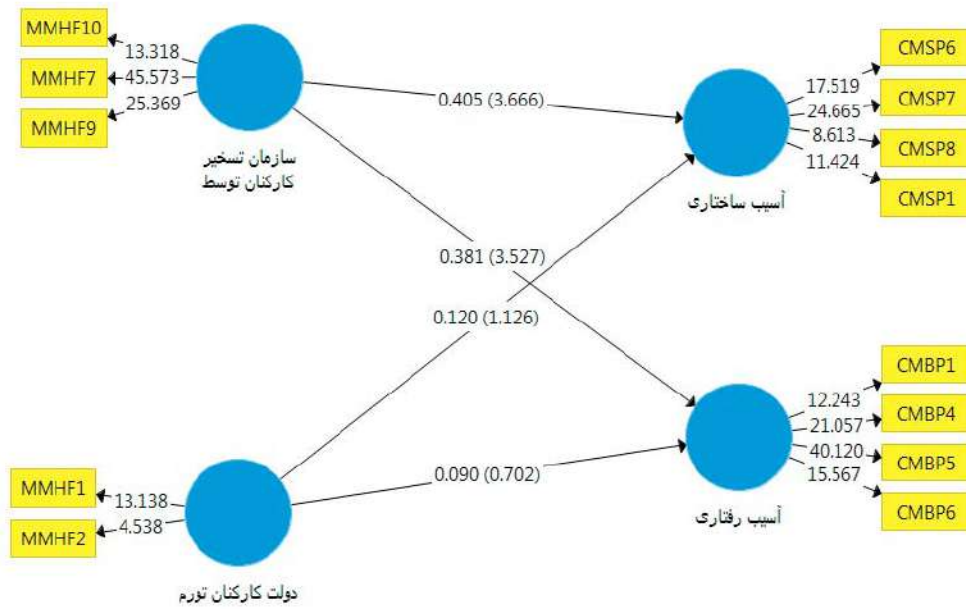 MMHF10
13.318
MMHF7
45.573
MMHF9
25.369
سازمان تسخیر
کارکنان توسط
0.405 (3.666)
CMSP6
17.519
CMSP7
24.665
CMSP8
8.613
CMSP1
11.424
آسیب ساختاری
0.381 (3.527)
0.120 (1.126)
MMHF1
13.138
MMHF2
4.538
دولت کارکنان تورم
0.090 (0.702)
CMBP1
12.243
CMBP4
21.057
CMBP5
40.120
CMBP6
15.567
آسیب رفتاری